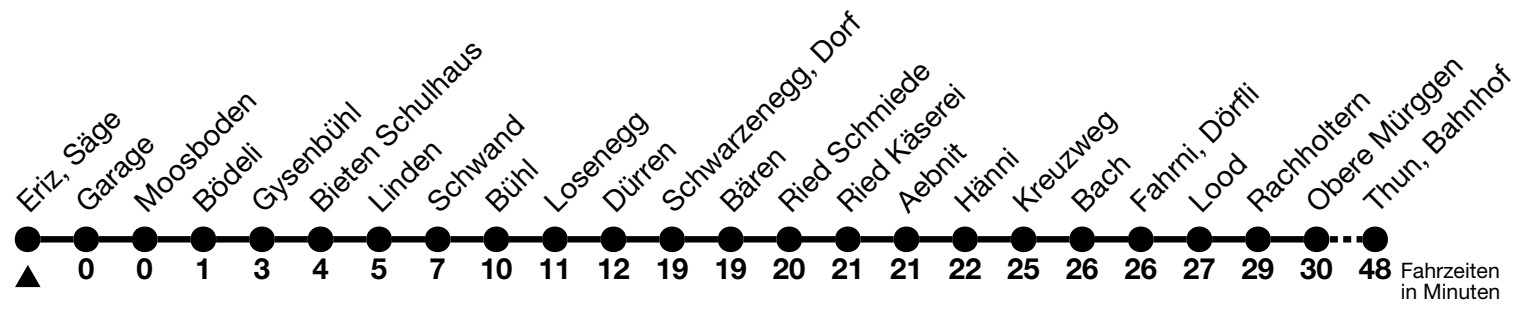 Eriz, Säge
Garage
Moosboden
Bödeli
Gysenbühl
Bieten Schulhaus
Linden
Schwand
Bühl
Losenegg
Dürren
Schwarzenegg, Dorf
Bären
Ried Schmiede
Ried Käserei
Aebnit
Hänni
Kreuzweg
Bach
Fahrni, Dörfli
Lood
Rachholtern
Obere Mürggen
Thun, Bahnhof
0 0 1 3 4 5 7 10 11 12 19 19 20 21 21 22 25 26 26 27 29 30 48 Fahrzeiten
in Minuten